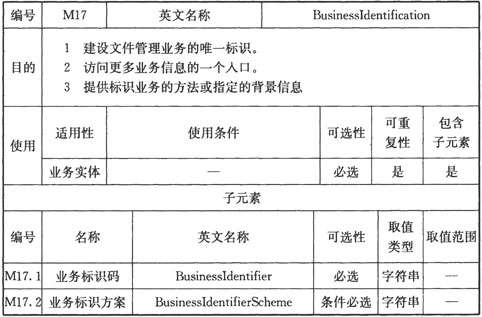 编号 M17 英文名称 BusinessIdentification
目的
1 建设文件管理业务的唯一标识。
2 访问更多业务信息的一个入口。
3 提供标识业务的方法或指定的背景信息
使用 适用性 使用条件 可选性 可重复性 包含子元素
业务实体 — 必选 是 是
子元素
编号 名称 英文名称 可选性 取值类型 取值范围
M17.1 业务标识码 BusinessIdentifier 必选 字符串 —
M17.2 业务标识方案 BusinessIdentifierScheme 条件必选 字符串 —